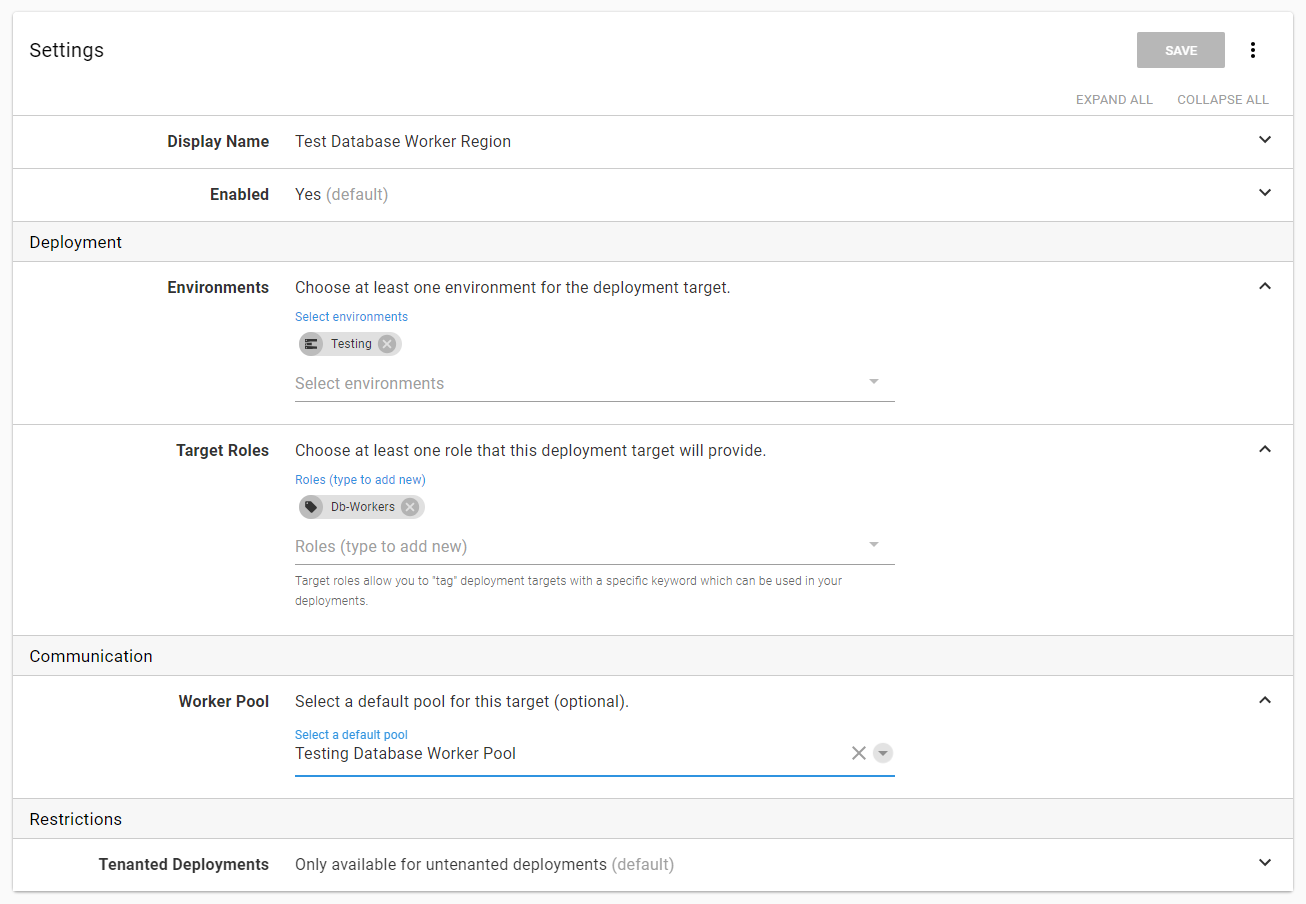 Settings
SAVE
EXPAND ALL COLLAPSE ALL
Display Name Test Database Worker Region
Enabled Yes (default)
Deployment
Environments Choose at least one environment for the deployment target.
Select environments
Testing
Select environments
Target Roles Choose at least one role that this deployment target will provide.
Roles (type to add new)
Db-Workers
Roles (type to add new)
Target roles allow you to "tag" deployment targets with a specific keyword which can be used in your
deployments.
Communication
Worker Pool Select a default pool for this target (optional).
Select a default pool
Testing Database Worker Pool
Restrictions
Tenanted Deployments Only available for untenanted deployments (default)